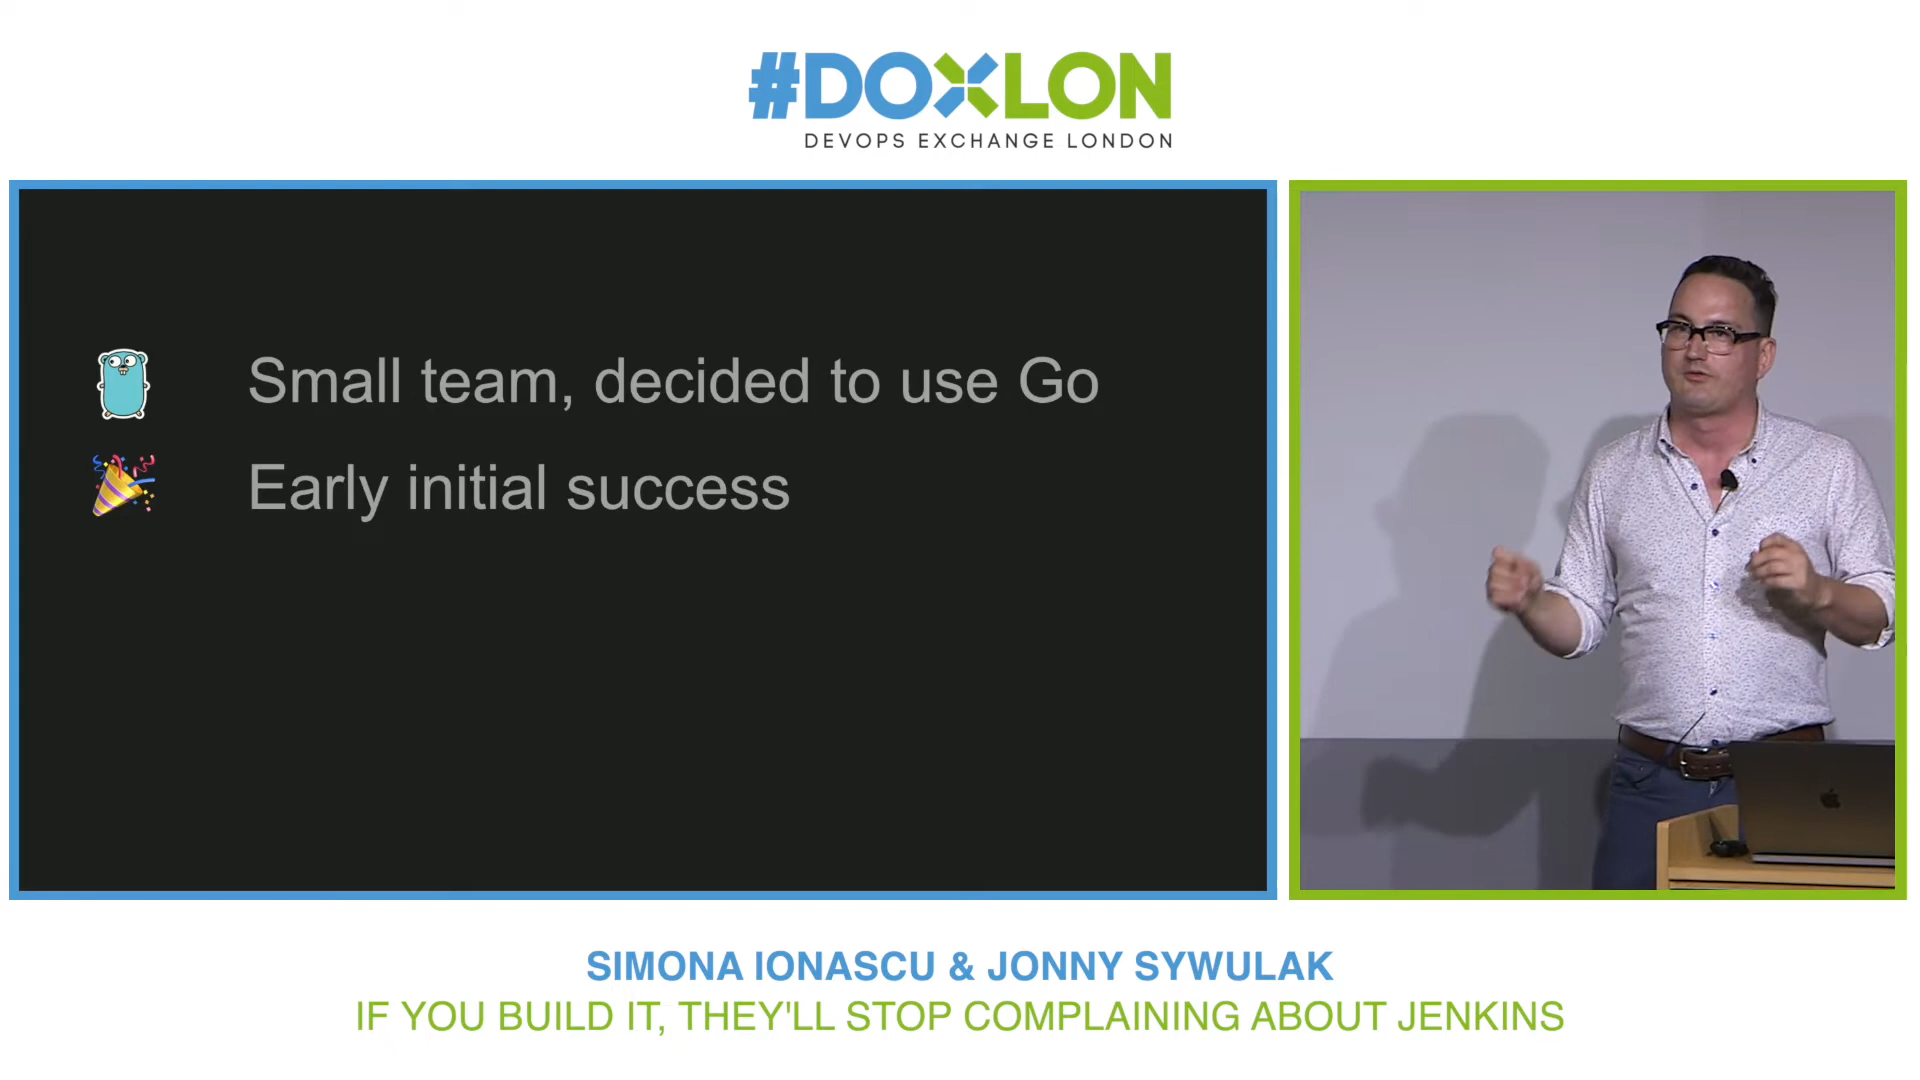 #DOXLON
DEVOPS EXCHANGE LONDON
Small team, decided to use Go
Early initial success
SIMONA IONASCU & JONNY SYWULAK
IF YOU BUILD IT, THEY'LL STOP COMPLAINING ABOUT JENKINS